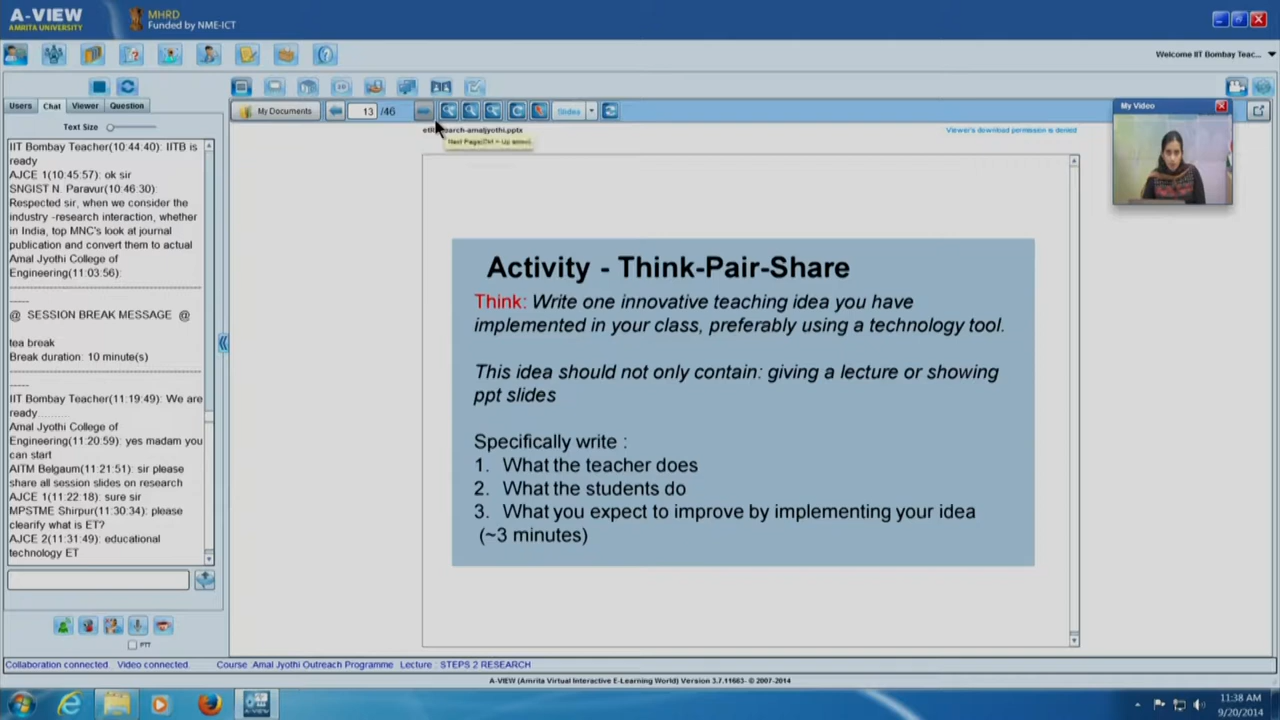 A-VIEW
AMRITA UNIVERSITY
MHRD
Funded by NME-ICT
Welcome IIT Bombay Teac...
Users Chat Viewer Question
Text Size
IIT Bombay Teacher(10:44:40): IITB is
ready
AJCE 1(10:45:57): ok sir
SNGIST N. Paravur(10:46:30):
Respected sir, when we consider the
industry -research interaction, whether
in India, top MNC's look at journal
publication and convert them to actual
Amal Jyothi College of
Engineering(11:03:56):
@ SESSION BREAK MESSAGE @
tea break
Break duration: 10 minute(s)
IIT Bombay Teacher(11:19:49): We are
ready........
Amal Jyothi College of
Engineering(11:20:59): yes madam you
can start
AITM Belgaum(11:21:51): sir please
share all session slides on research
AJCE 1(11:22:18): sure sir
MPSTME Shirpur(11:30:34): please
clearify what is ET?
AJCE 2(11:31:49): educational
technology ET
PTT
My Documents 13 /46 Slides
Viewer's download permission is denied
My Video
Activity - Think-Pair-Share
Think: Write one innovative teaching idea you have
implemented in your class, preferably using a technology tool.
This idea should not only contain: giving a lecture or showing
ppt slides
Specifically write :
1. What the teacher does
2. What the students do
3. What you expect to improve by implementing your idea
(~3 minutes)
Collaboration connected. Video connected. Course : Amal Jyothi Outreach Programme Lecture : STEPS 2 RESEARCH
A-VIEW (Amrita Virtual Interactive E-Learning World) Version 3.7.11663- © 2007-2014
11:38 AM
9/20/2014